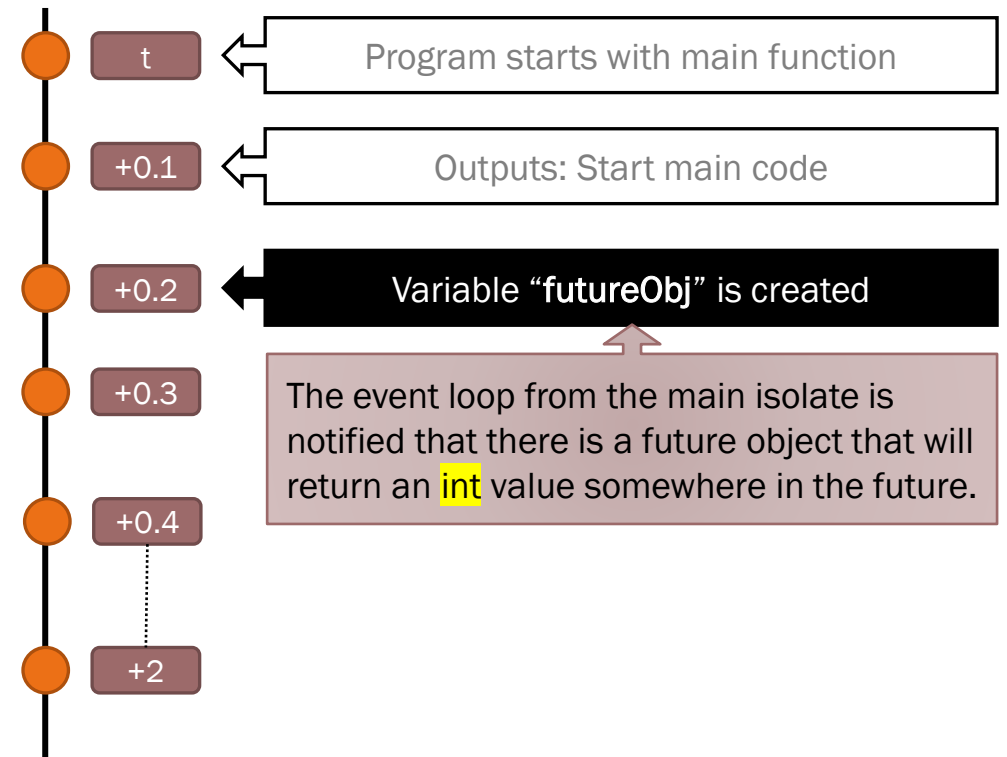 t
Program starts with main function
+0.1
Outputs: Start main code
+0.2
Variable “futureObj” is created
+0.3
The event loop from the main isolate is
notified that there is a future object that will
return an int value somewhere in the future.
+0.4
+2